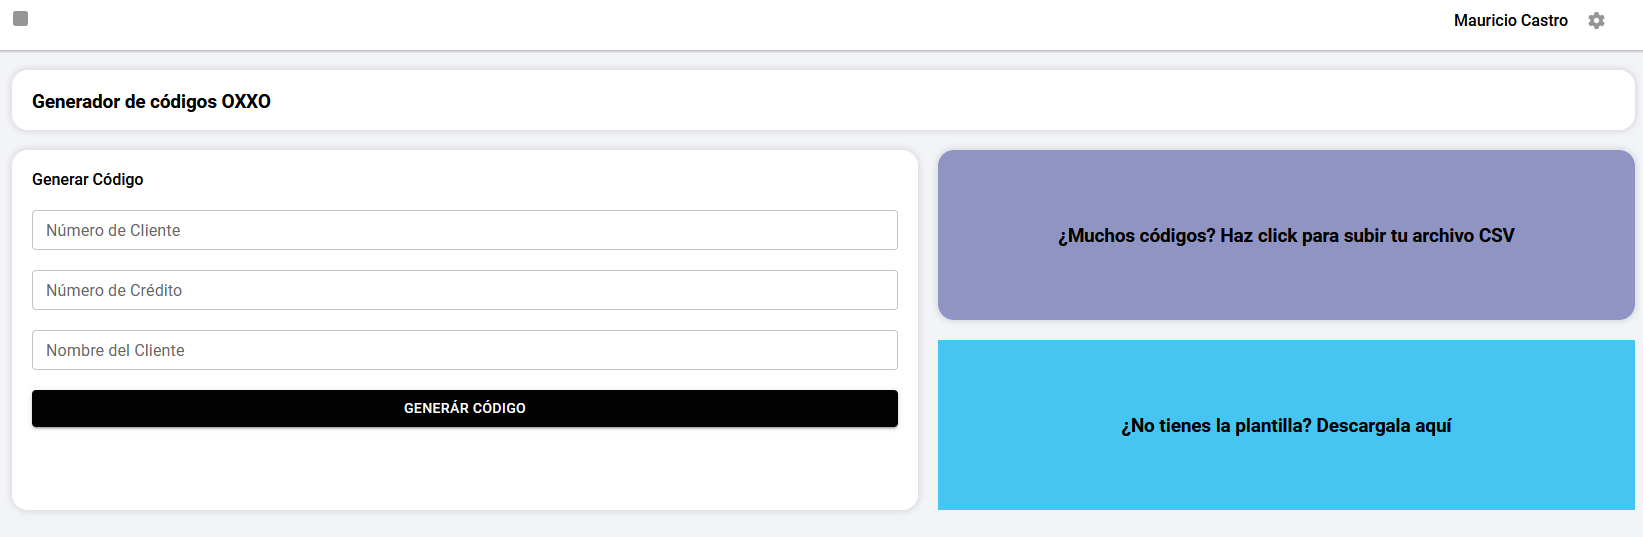 Mauricio Castro
Generador de códigos OXXO
Generar Código
Número de Cliente
Número de Crédito
Nombre del Cliente
GENERÁR CÓDIGO
¿Muchos códigos? Haz click para subir tu archivo CSV
¿No tienes la plantilla? Descargala aquí